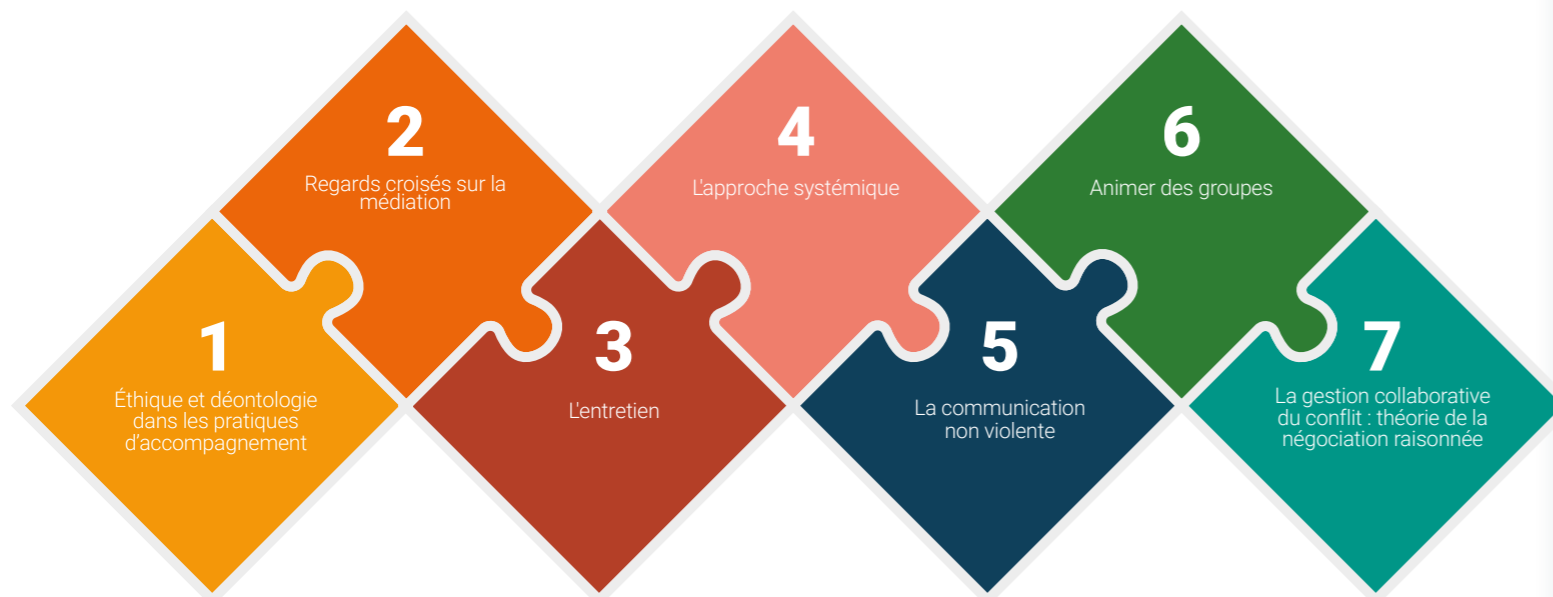 1
Éthique et déontologie
dans les pratiques
d’accompagnement
2
Regards croisés sur la
médiation
3
L'entretien
4
L'approche systémique
5
La communication
non violente
6
Animer des groupes
7
La gestion collaborative
du conflit : théorie de la
négociation raisonnée